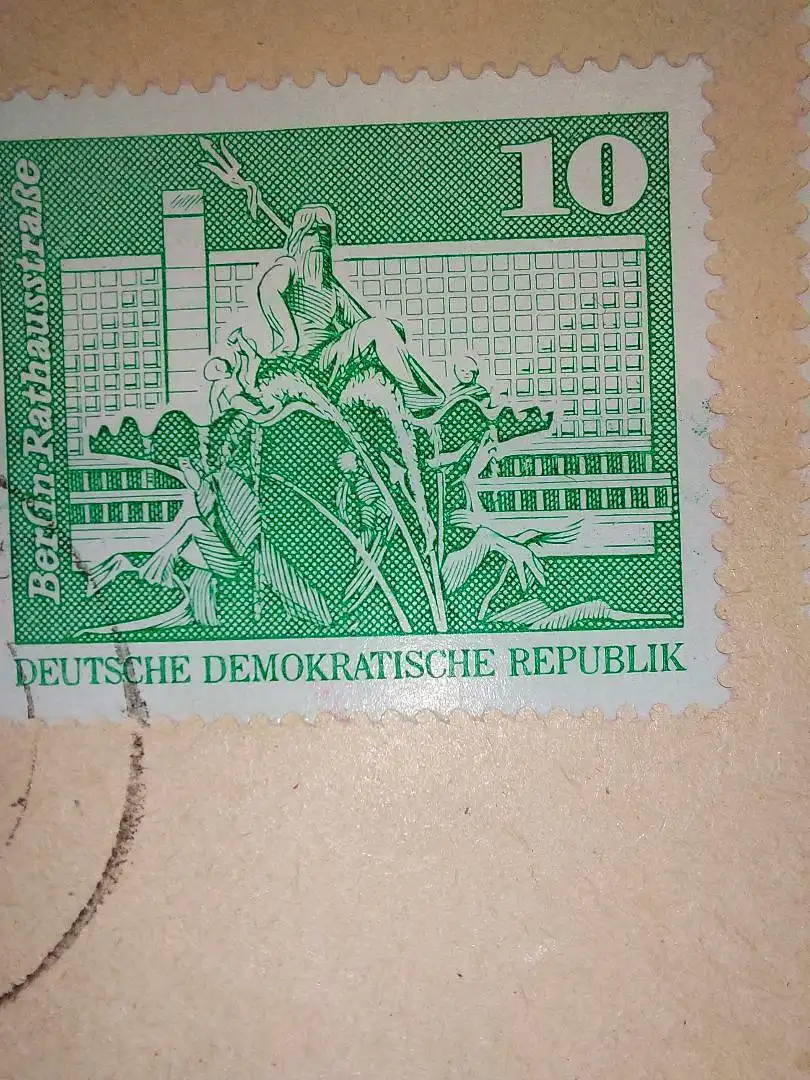 10
Berlin·Rathausstraße
DEUTSCHE DEMOKRATISCHE REPUBLIK